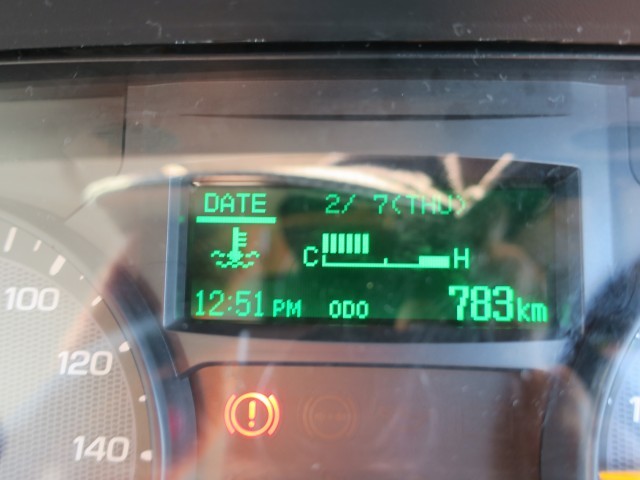 DATE 2/ 7(THU)
C H
12:51 PM ODO 783km
100
120
140